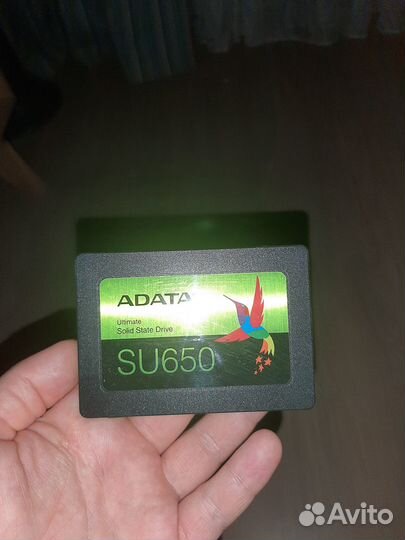 ADATA
Ultimate
Solid State Drive
SU650
Avito